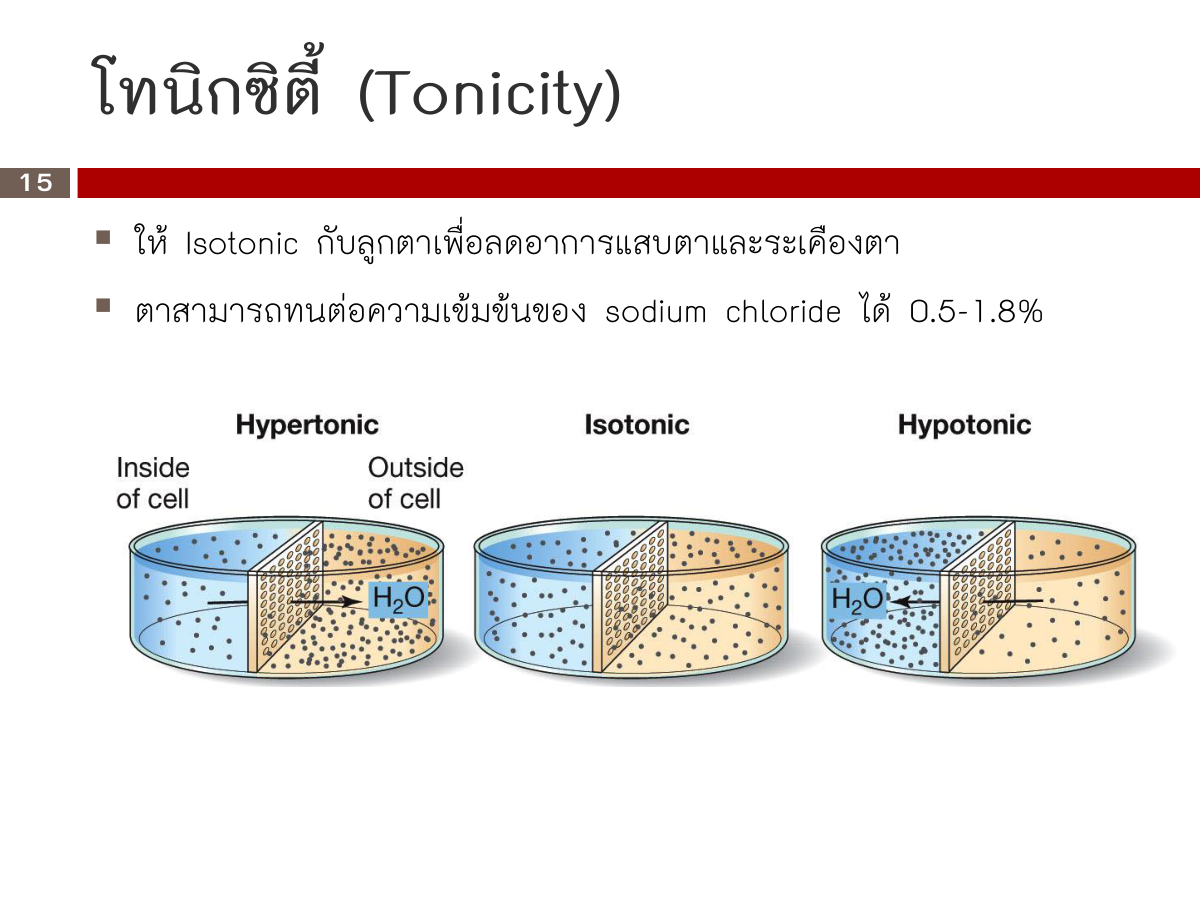 โทนิกซิตี้ (Tonicity)
15
ให้ Isotonic กับลูกตาเพื่อลดอาการแสบตาและระเคืองตา
ตาสามารถทนต่อความเข้มข้นของ sodium chloride ได้ 0.5-1.8%
Hypertonic
Isotonic
Hypotonic
Inside
of cell
Outside
of cell
H₂O
H₂O